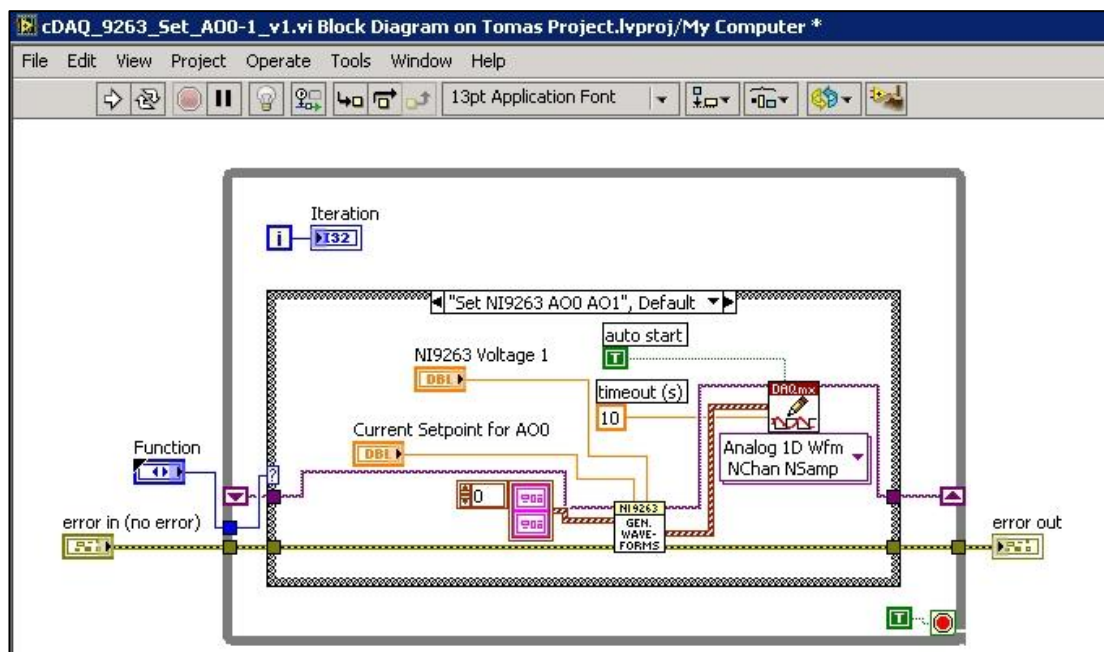 cDAQ_9263_Set_AO0-1_v1.vi Block Diagram on Tomas Project.lvproj/My Computer *
File Edit View Project Operate Tools Window Help
13pt Application Font
Iteration
i I32
"Set NI9263 AO0 AO1", Default
auto start
T
NI9263 Voltage 1
DBL
timeout (s)
10
DAQmx
Current Setpoint for AO0
DBL
Analog 1D Wfm
NChan NSamp
Function
?
0
NI9263
GEN.
WAVE-
FORMS
error in (no error)
error out
T